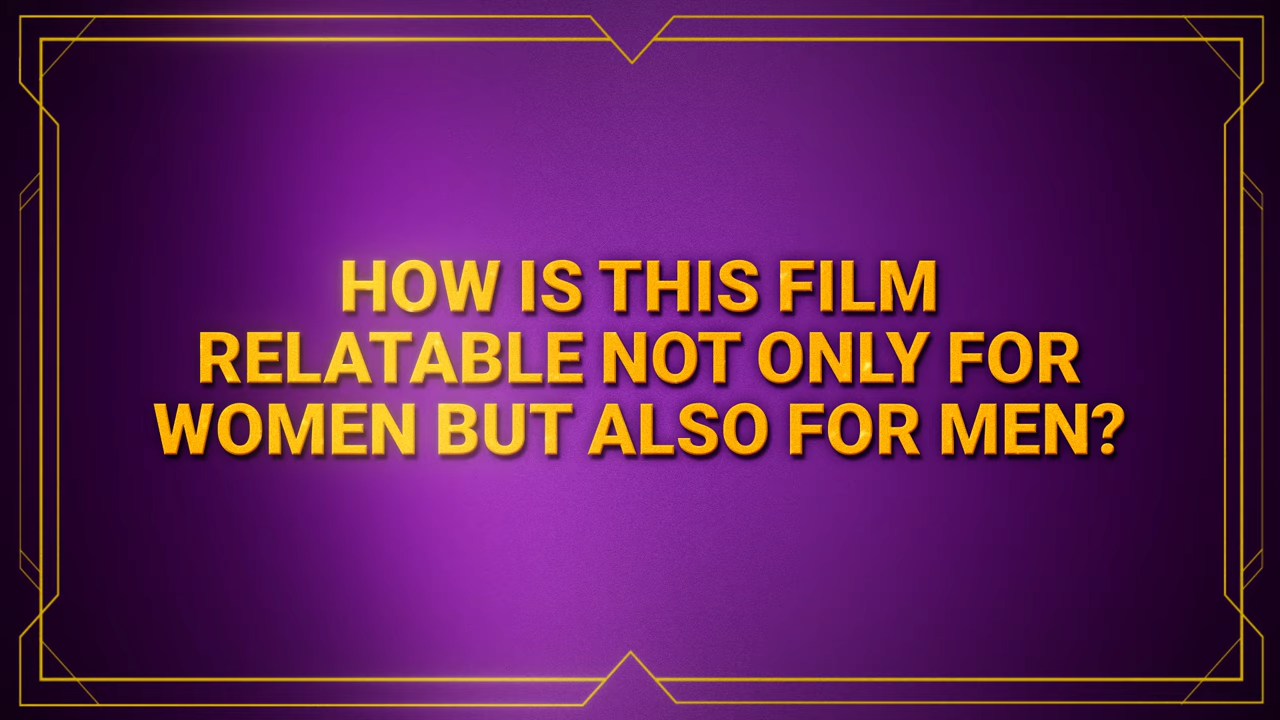 HOW IS THIS FILM
RELATABLE NOT ONLY FOR
WOMEN BUT ALSO FOR MEN?